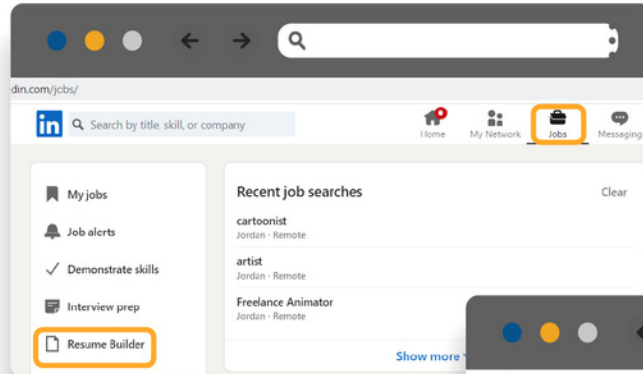 din.com/jobs/
in
Search by title, skill, or company
Home
My Network
Jobs
Messaging
My jobs
Job alerts
Demonstrate skills
Interview prep
Resume Builder
Recent job searches
Clear
cartoonist
Jordan · Remote
artist
Jordan · Remote
Freelance Animator
Jordan · Remote
Show more